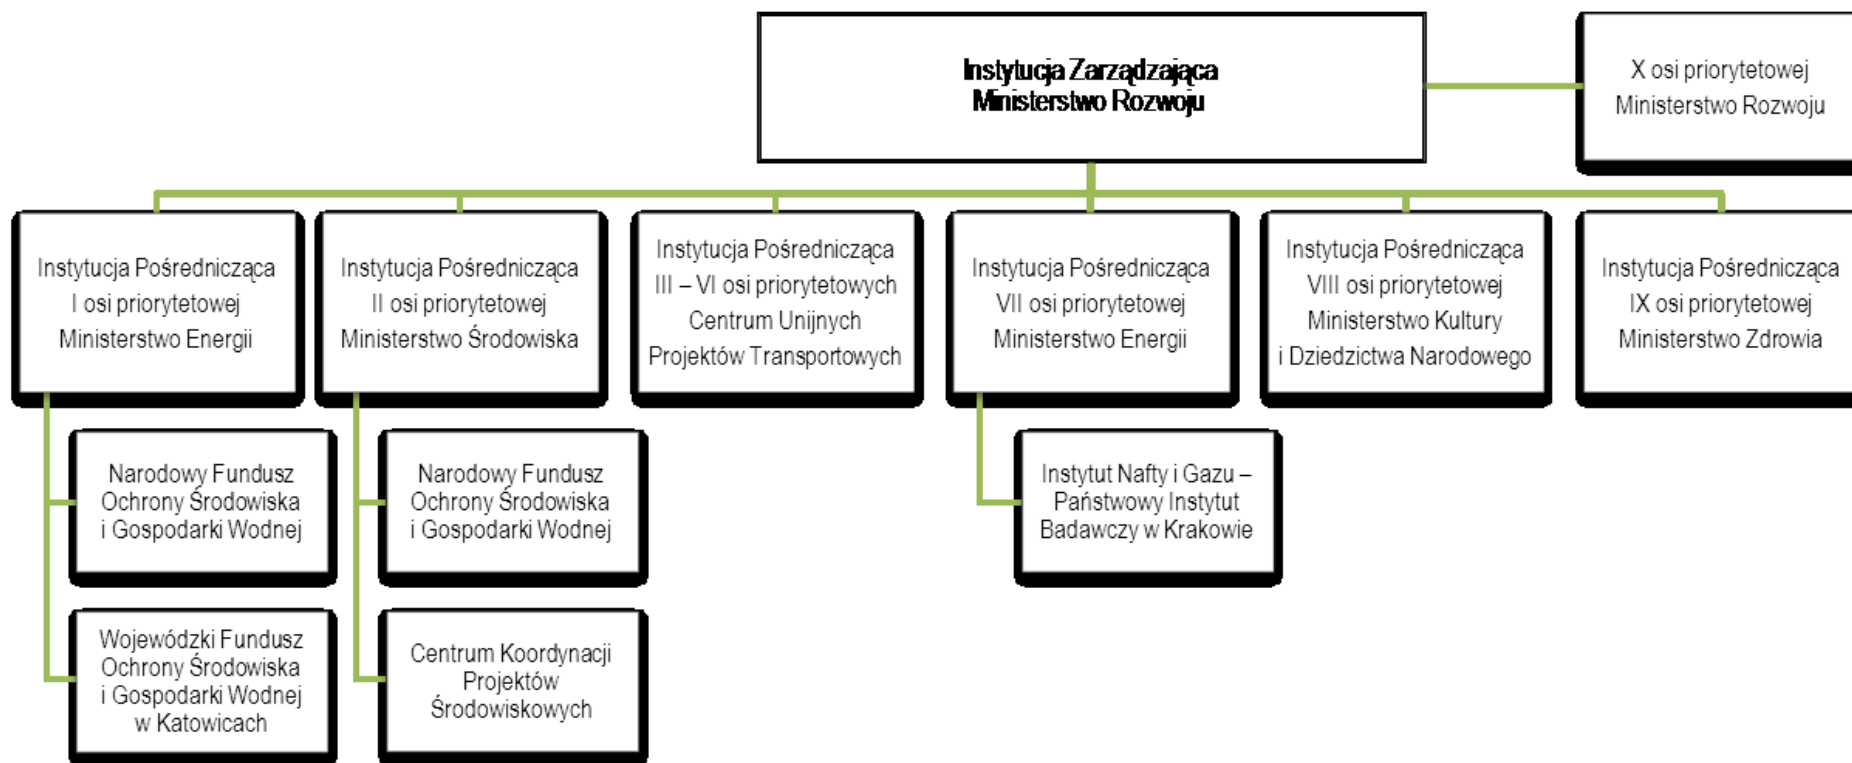 Instytucja Zarządzająca
Ministerstwo Rozwoju
X osi priorytetowej
Ministerstwo Rozwoju
Instytucja Pośrednicząca
I osi priorytetowej
Ministerstwo Energii
Instytucja Pośrednicząca
II osi priorytetowej
Ministerstwo Środowiska
Instytucja Pośrednicząca
III – VI osi priorytetowych
Centrum Unijnych
Projektów Transportowych
Instytucja Pośrednicząca
VII osi priorytetowej
Ministerstwo Energii
Instytucja Pośrednicząca
VIII osi priorytetowej
Ministerstwo Kultury
i Dziedzictwa Narodowego
Instytucja Pośrednicząca
IX osi priorytetowej
Ministerstwo Zdrowia
Narodowy Fundusz
Ochrony Środowiska
i Gospodarki Wodnej
Narodowy Fundusz
Ochrony Środowiska
i Gospodarki Wodnej
Instytut Nafty i Gazu –
Państwowy Instytut
Badawczy w Krakowie
Wojewódzki Fundusz
Ochrony Środowiska
i Gospodarki Wodnej
w Katowicach
Centrum Koordynacji
Projektów
Środowiskowych